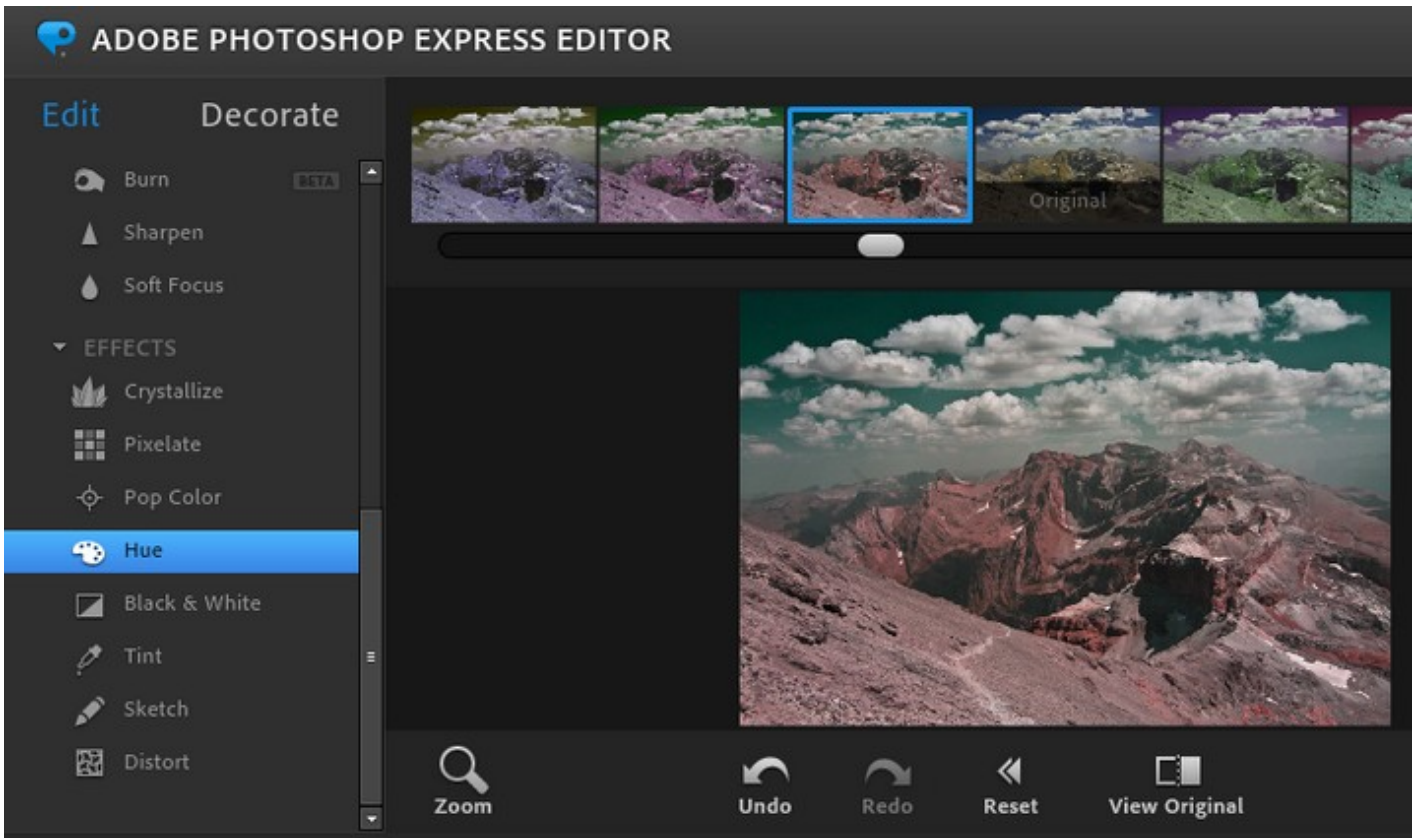 ADOBE PHOTOSHOP EXPRESS EDITOR
Edit Decorate
Burn BETA
Sharpen
Soft Focus
EFFECTS
Crystallize
Pixelate
Pop Color
Hue
Black & White
Tint
Sketch
Distort
Original
Zoom Undo Redo Reset View Original